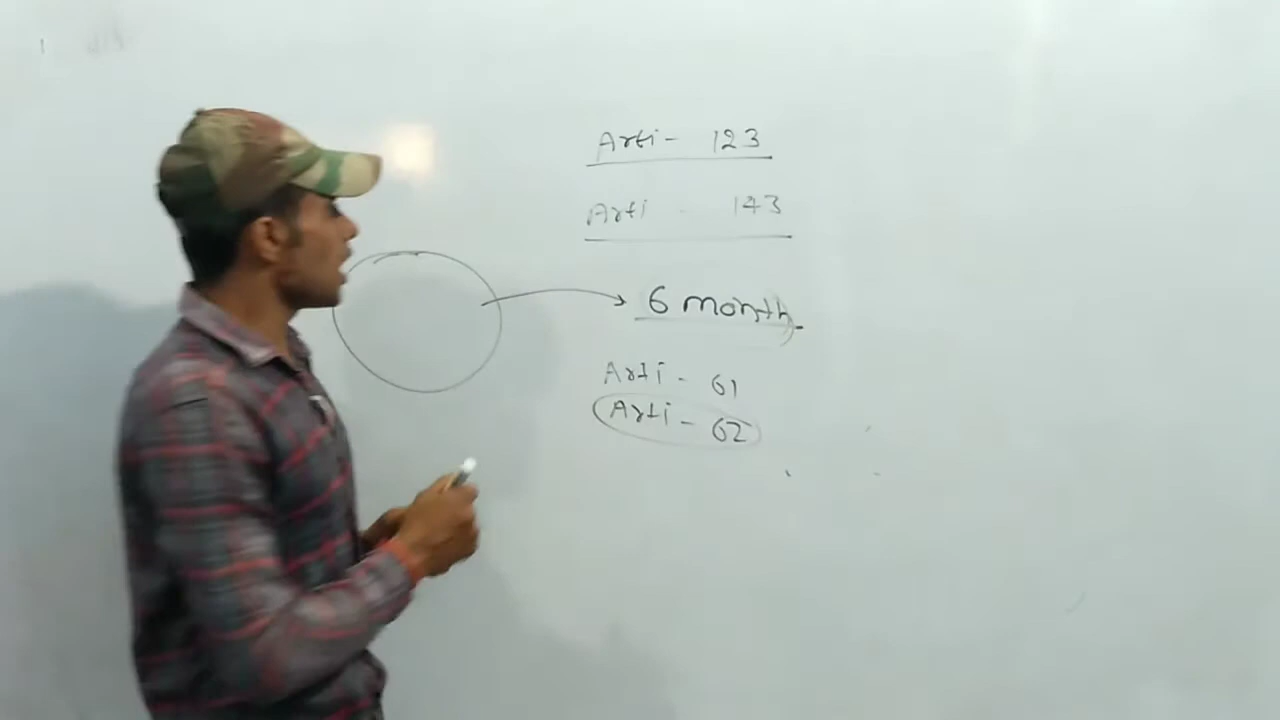 Arti- 123
Arti - 143
6 month
Arti - 61
Arti - 62